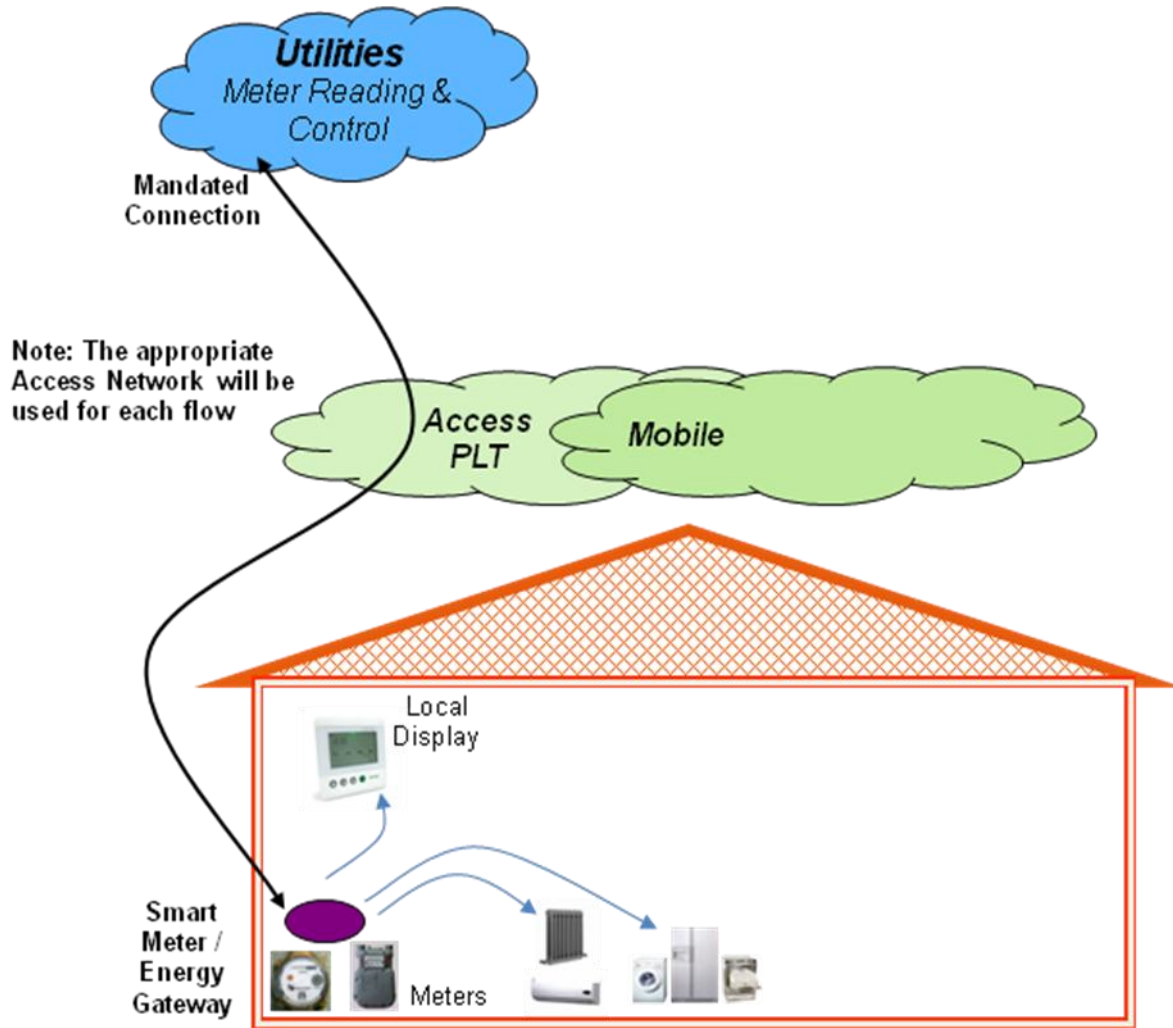 Utilities
Meter Reading &
Control
Mandated
Connection
Note: The appropriate
Access Network will be
used for each flow
Access
PLT
Mobile
Local
Display
Smart
Meter /
Energy
Gateway
Meters